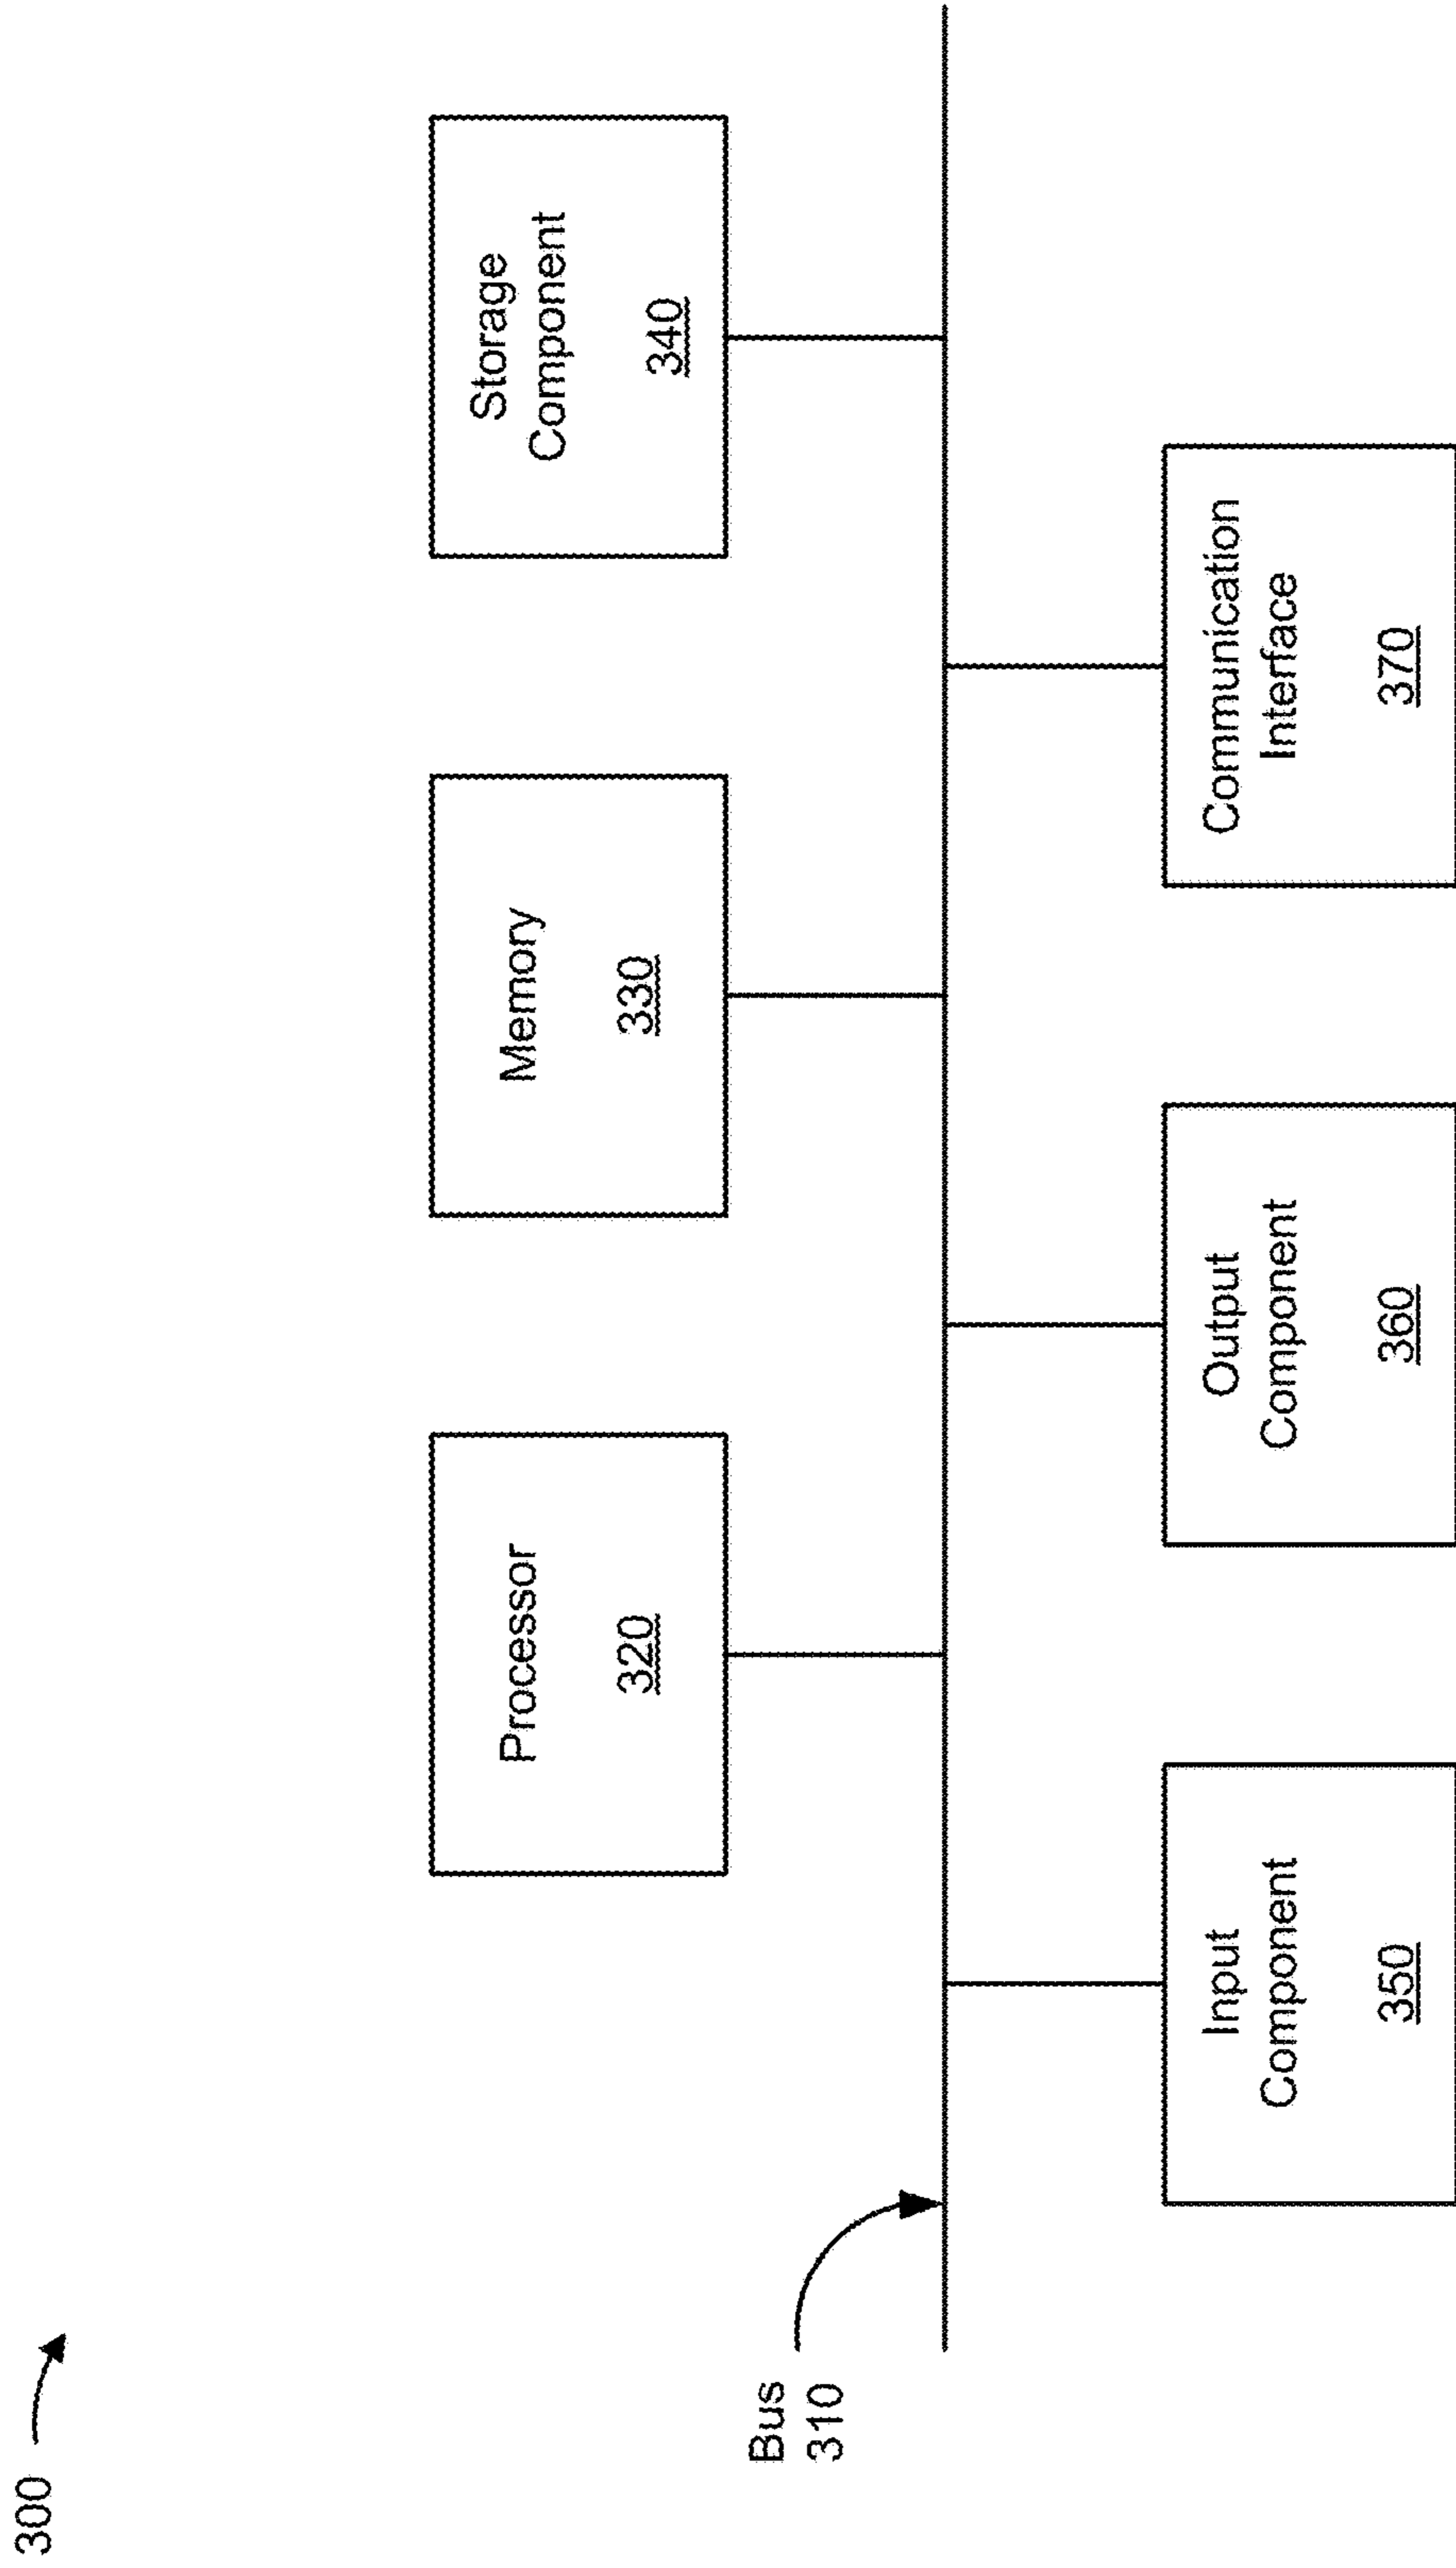 300
Processor
320
Memory
330
Storage
Component
340
Bus
310
Input
Component
350
Output
Component
360
Communication
Interface
370